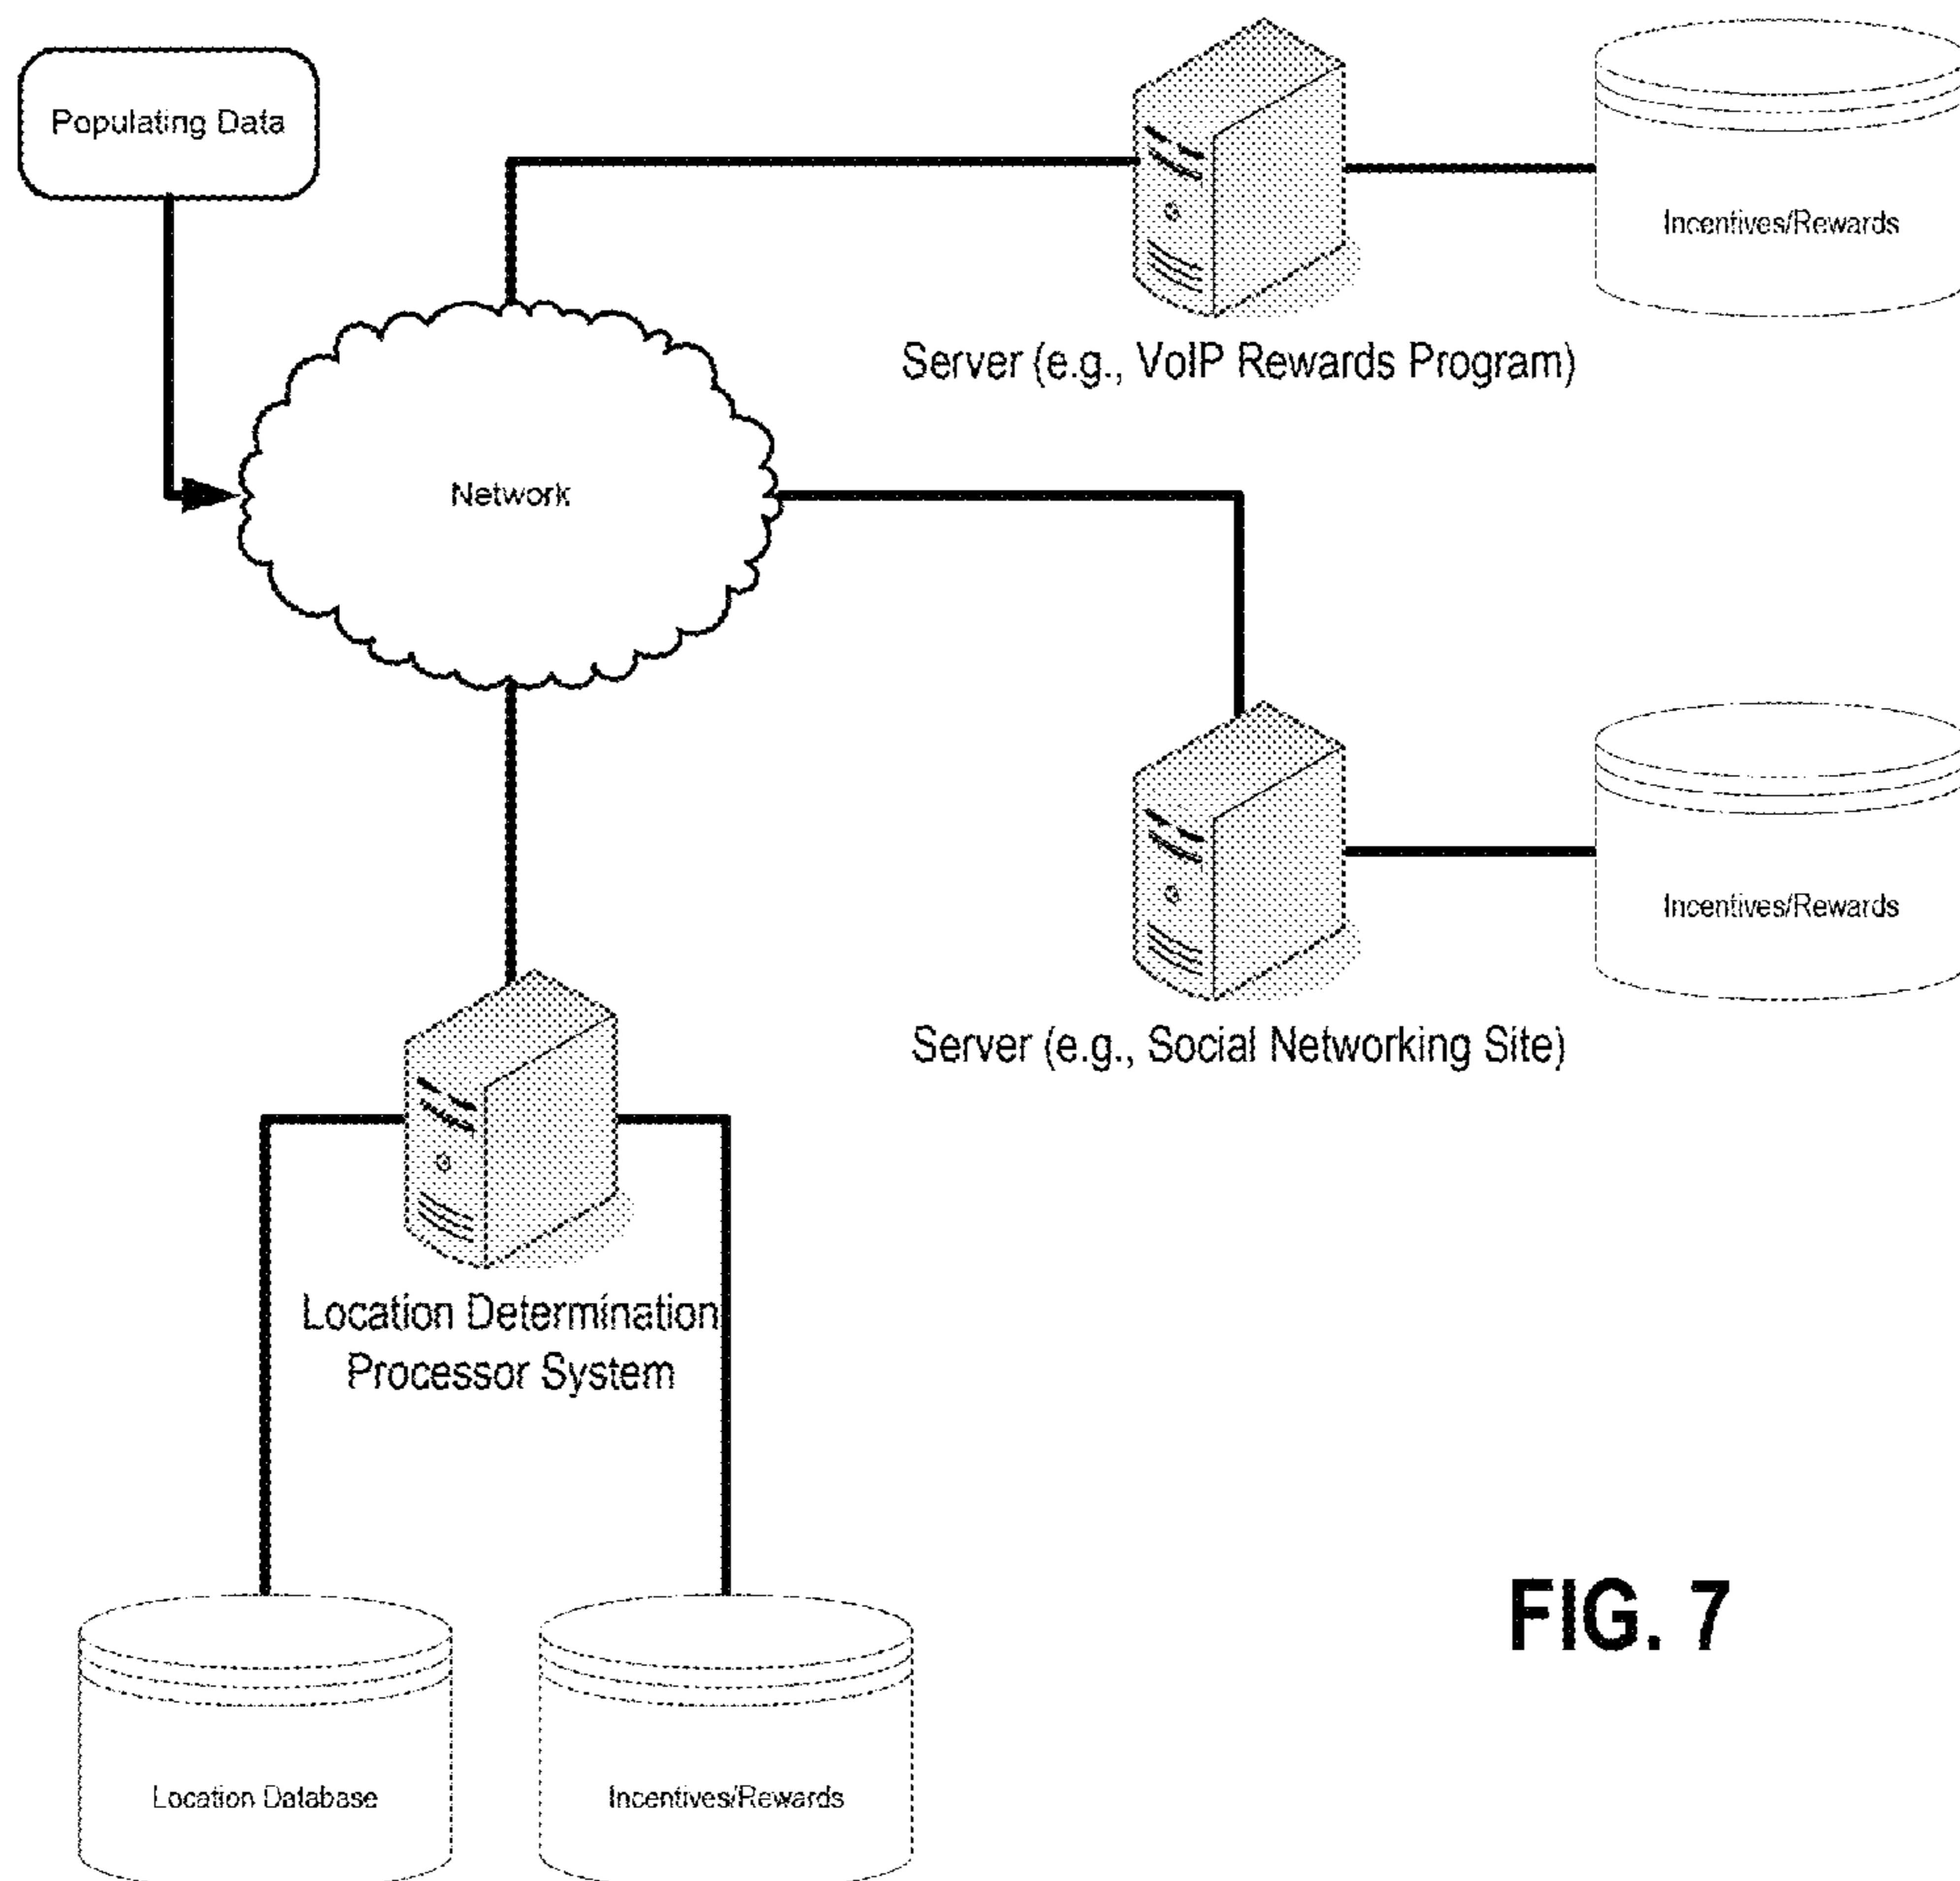 Populating Data
Incentives/Rewards
Server (e.g., VoIP Rewards Program)
Network
Incentives/Rewards
Server (e.g., Social Networking Site)
Location Determination
Processor System
FIG. 7
Location Database
Incentives/Rewards